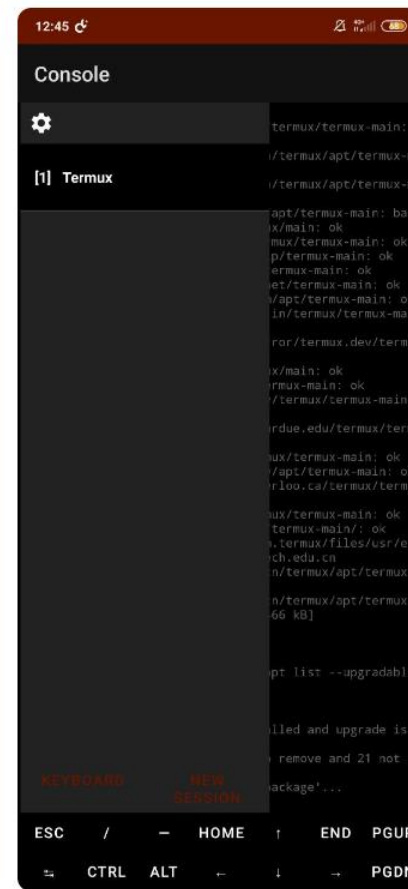 12:45
68
Console
[1] Termux
termux/termux-main:
/termux/apt/termux-
/termux/apt/termux-
apt/termux-main: ba
x/main: ok
mux/termux-main: ok
p/termux-main: ok
ermux-main: ok
et/termux-main: ok
/apt/termux-main: o
in/termux/termux-ma
ror/termux.dev/term
x/main: ok
rmux-main: ok
/termux/termux-main
rdue.edu/termux/ter
ux/termux-main: ok
/apt/termux-main: o
rloo.ca/termux/term
ux/termux-main: ok
termux-main/: ok
.termux/files/usr/e
ch.edu.cn
n/termux/apt/termux
n/termux/apt/termux
66 kB]
pt list --upgradabl
lled and upgrade is
remove and 21 not
ackage'...
KEYBOARD
NEW SESSION
ESC / — HOME ↑ END PGUP
↹ CTRL ALT ← ↓ → PGDN